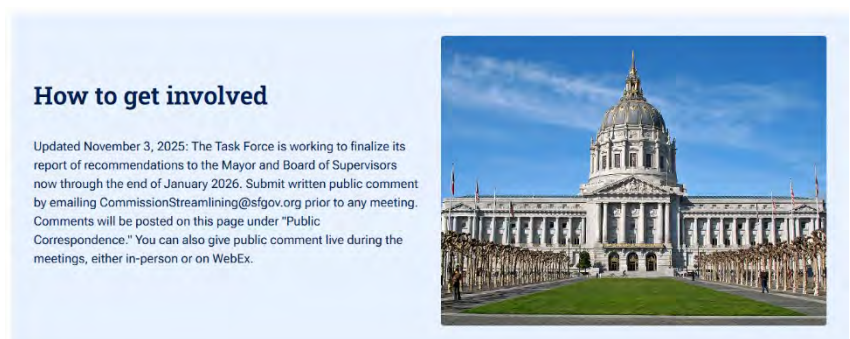 How to get involved
Updated November 3, 2025: The Task Force is working to finalize its
report of recommendations to the Mayor and Board of Supervisors
now through the end of January 2026. Submit written public comment
by emailing CommissionStreamlining@sfgov.org prior to any meeting.
Comments will be posted on this page under "Public
Correspondence." You can also give public comment live during the
meetings, either in-person or on WebEx.